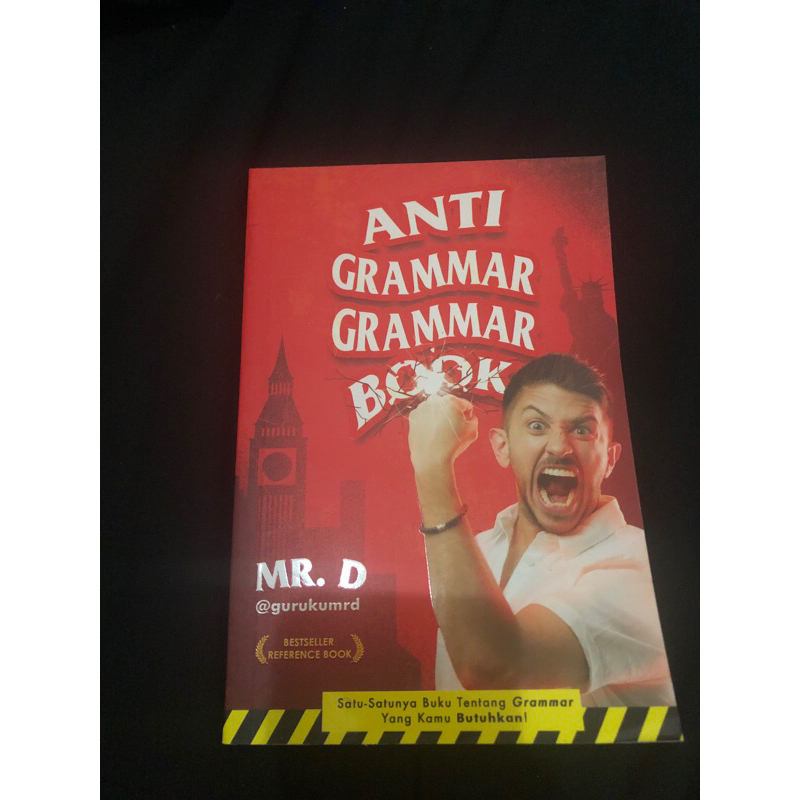 ANTI
GRAMMAR
GRAMMAR
BOOK
MR. D
@gurukumrd
BESTSELLER
REFERENCE BOOK
Satu-Satunya Buku Tentang Grammar
Yang Kamu Butuhkan!